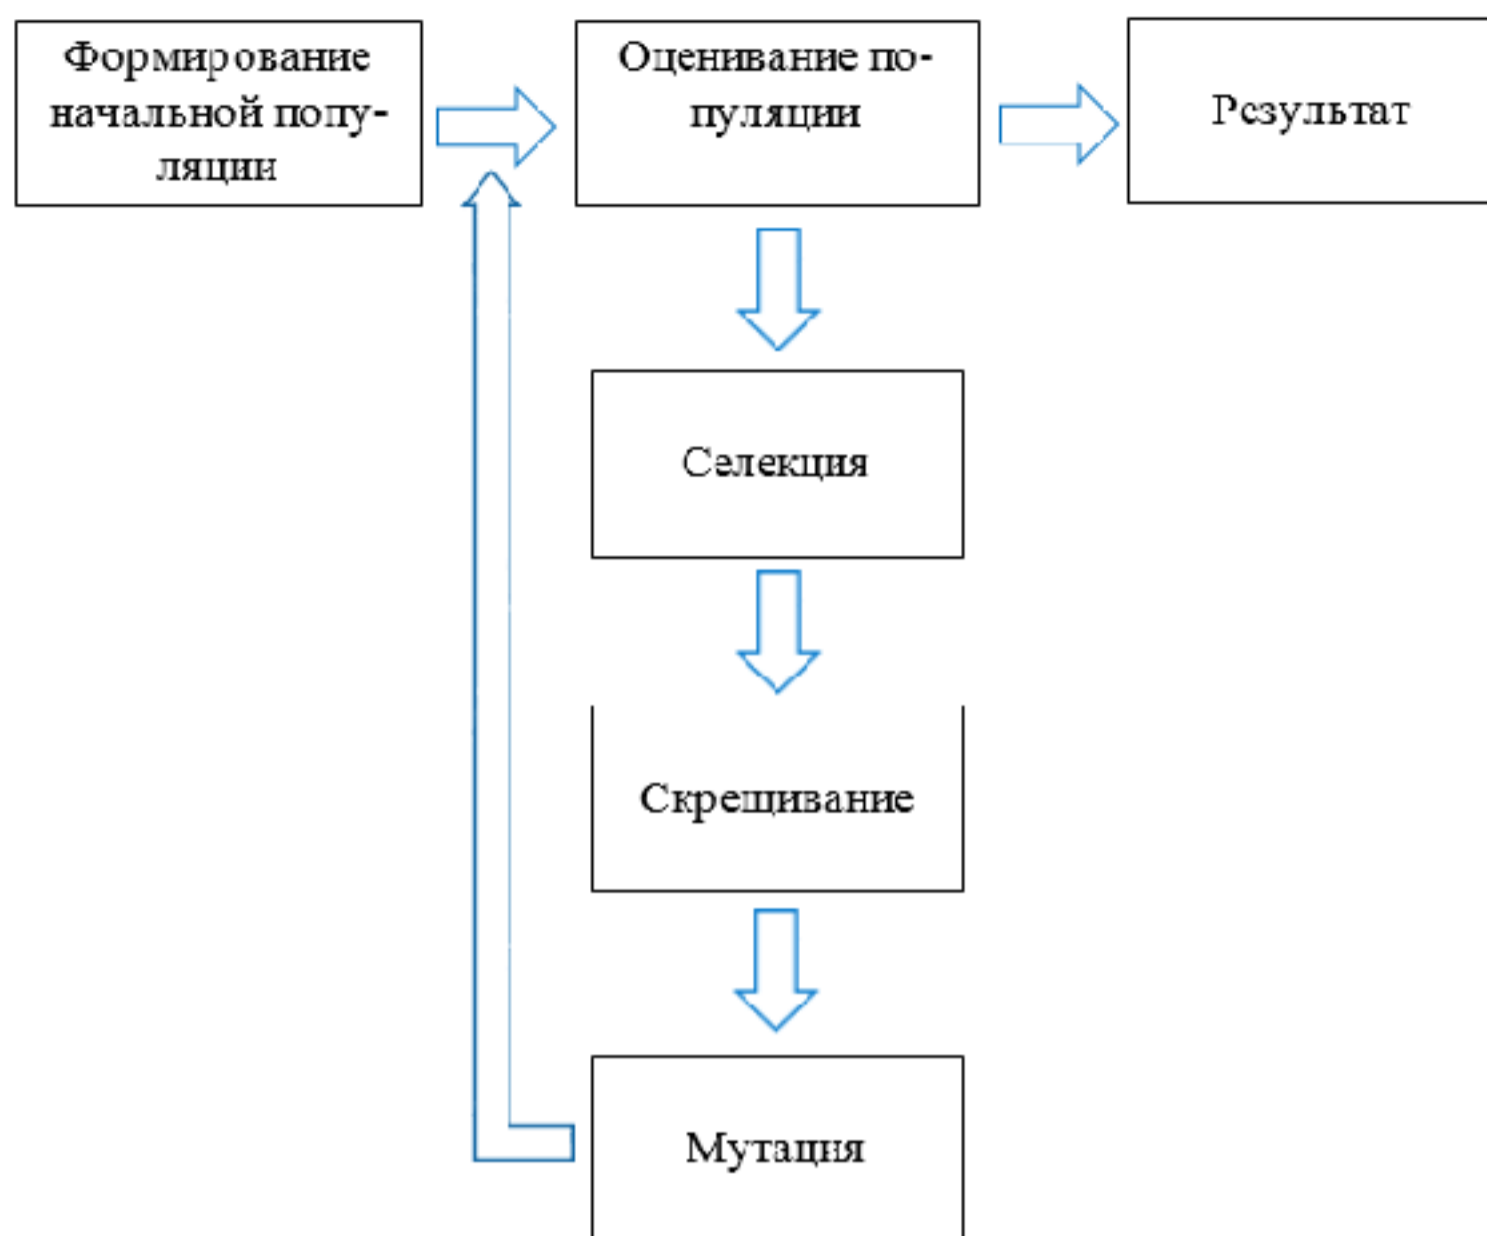 Формирование
начальной попу-
ляции
Оценивание по-
пуляции
Результат
Селекция
Скрещивание
Мутация